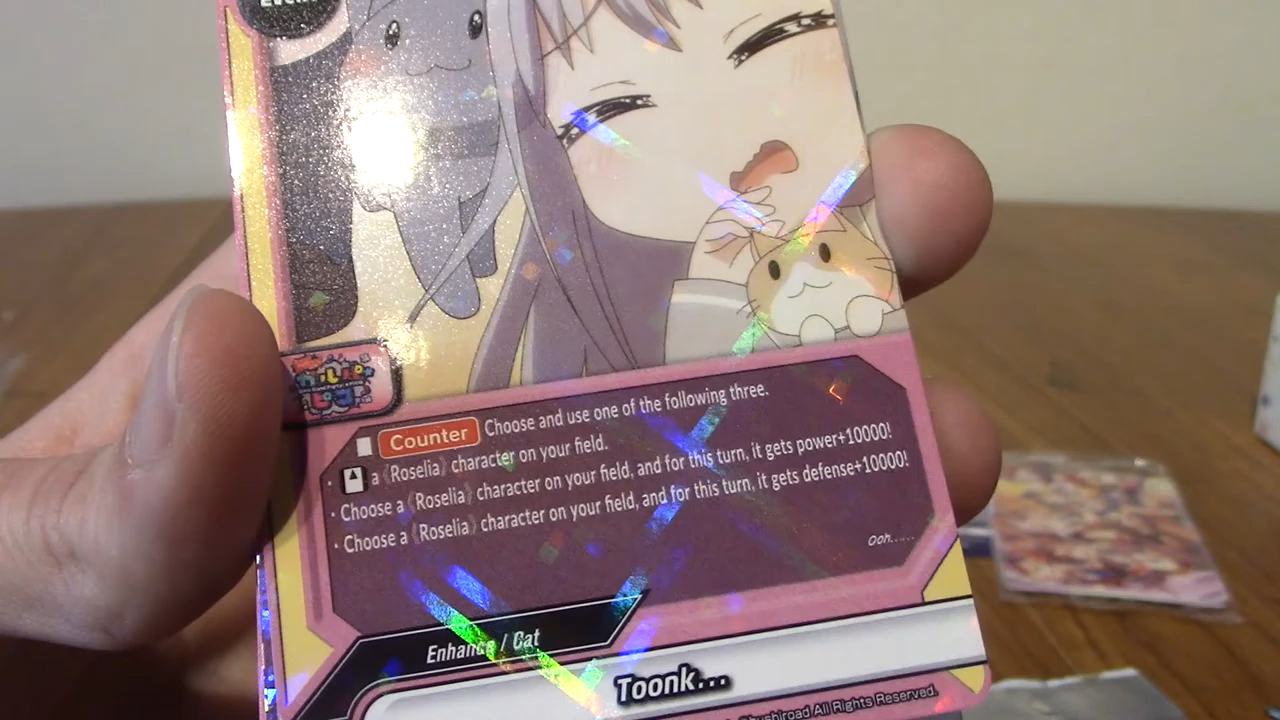 Counter Choose and use one of the following three.
· a《Roselia》character on your field.
· Choose a《Roselia》character on your field, and for this turn, it gets power+10000!
· Choose a《Roselia》character on your field, and for this turn, it gets defense+10000!
Ooh......
Enhance / Cat
Toonk...
Bushiroad All Rights Reserved.